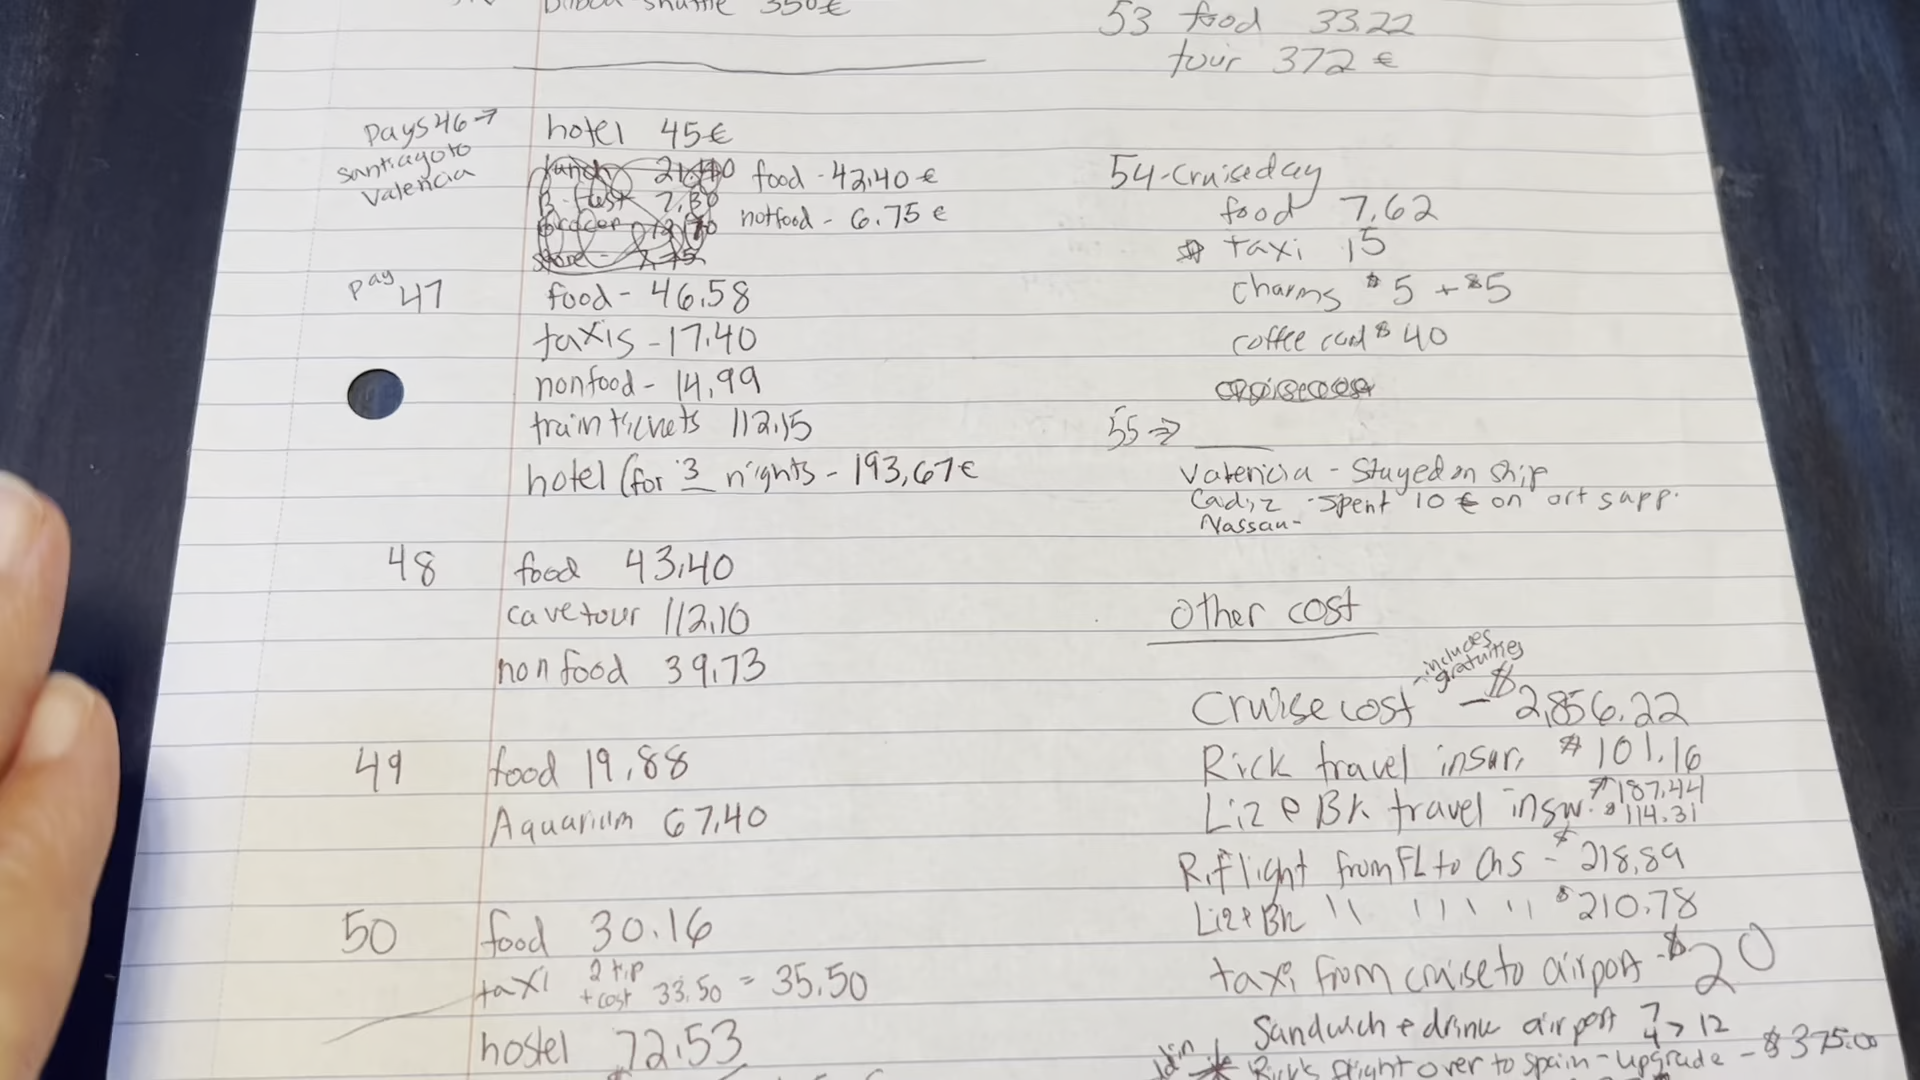 shuttle 350€
Days 46 →
Santiago to
Valencia
hotel 45€
food - 42.40 €
notfood - 6.75 €
Day 47
food - 46.58
taxis - 17.40
nonfood - 14.99
train tickets 112.15
hotel (for 3 nights - 193,67€
48
food 43.40
cave tour 112.10
non food 39.73
49
food 19.88
Aquarium 67.40
50
food 30.16
taxi 2 tip + cost 33.50 = 35.50
hostel 72.53
53 food 33.22
tour 372 €
54 - Cruise day
food 7.62
taxi 15
charms $5 + $5
coffee card $40
55 ⇒
Valencia - Stayed on ship
Cadiz - Spent 10 € on art supp.
Nassau -
Other cost
- includes
gratuities
Cruise cost - $2,856.22
Rick travel insur. $101.16
Liz & BK travel insur. $187.44
$114.31
R. flight from FL to Chs - $218.89
Liz + BK \\ \\ \\ \\ $210.78
taxi from cruise to airport - $20
Sandwich & drink airport 7
4 > 12
Rick's flight over to spain - upgrade - $375.00